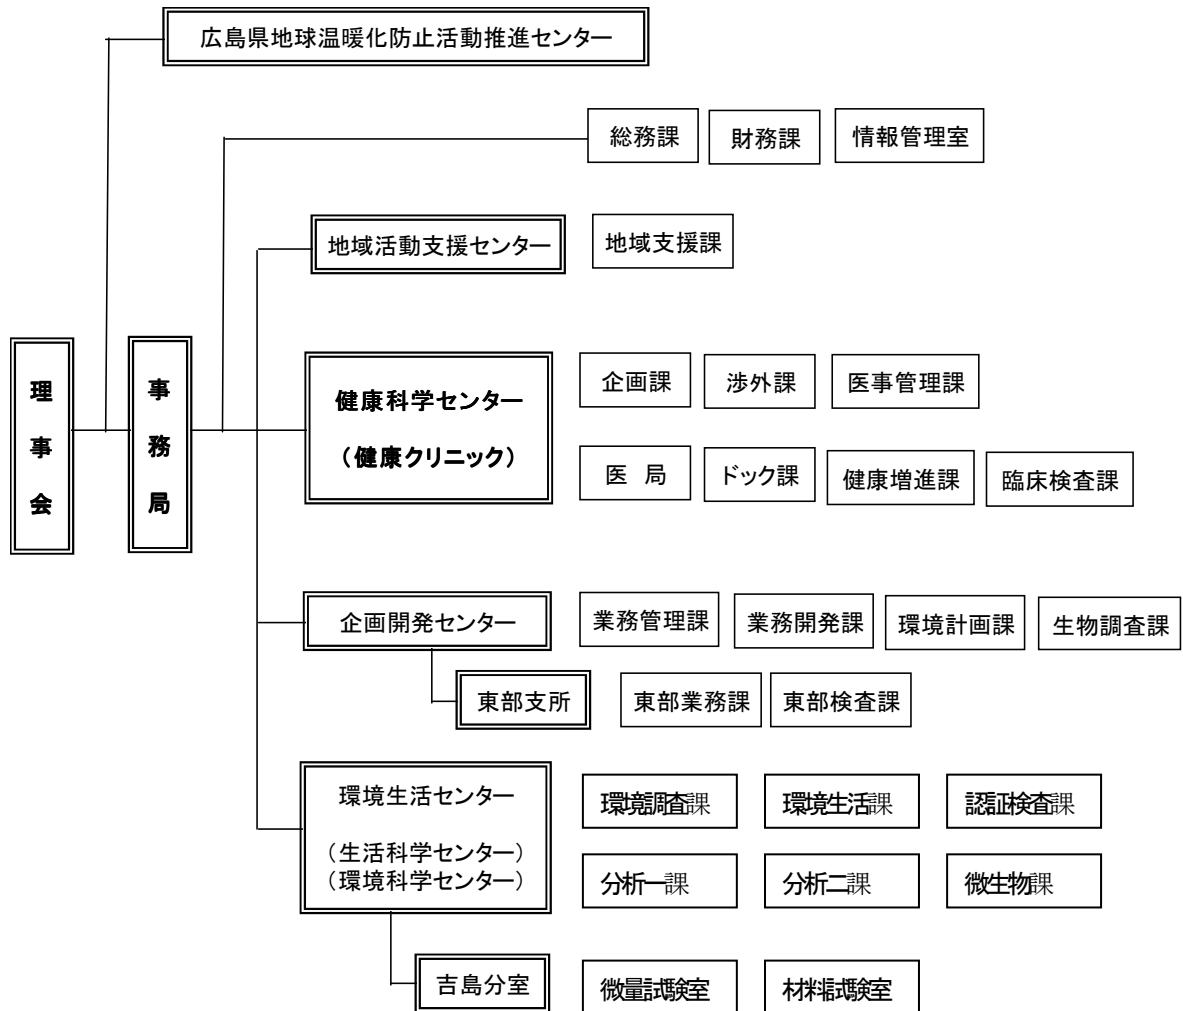 広島県地球温暖化防止活動推進センター
総務課 財務課 情報管理室
地域活動支援センター 地域支援課
理事会
事務局
健康科学センター
（健康クリニック）
企画課 渉外課 医事管理課
医 局 ドック課 健康増進課 臨床検査課
企画開発センター 業務管理課 業務開発課 環境計画課 生物調査課
東部支所 東部業務課 東部検査課
環境生活センター
（生活科学センター）
（環境科学センター）
環境調査課 環境生活課 認証検査課
分析一課 分析二課 微生物課
吉島分室 微量試験室 材料試験室